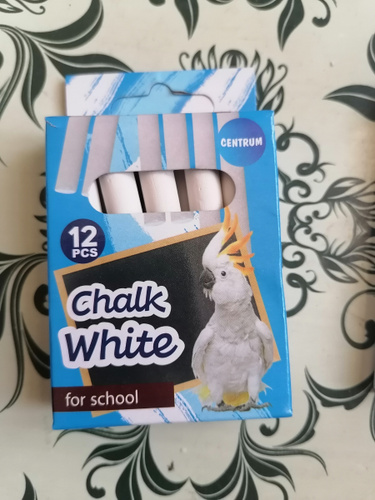 CENTRUM
12
PCS
Chalk
White
for school